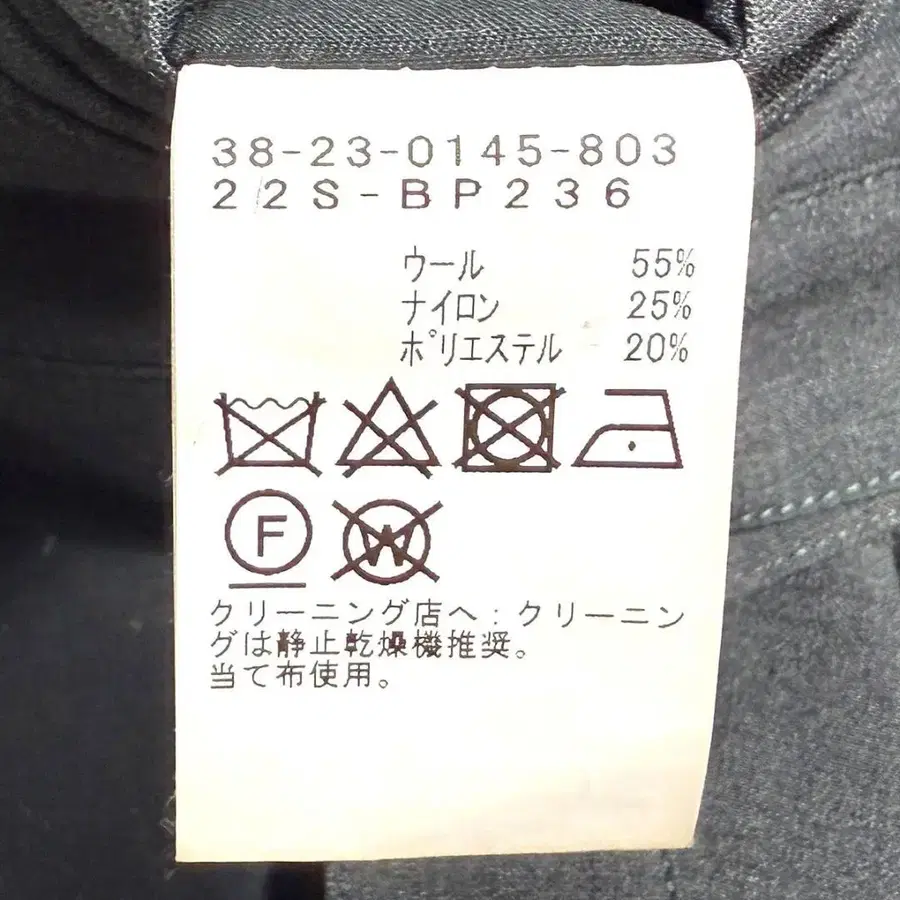 38-23-0145-803
22S-BP236
ウール 55%
ナイロン 25%
ポリエステル 20%
F W
クリーニング店へ：クリーニン
グは静止乾燥機推奨。
当て布使用。